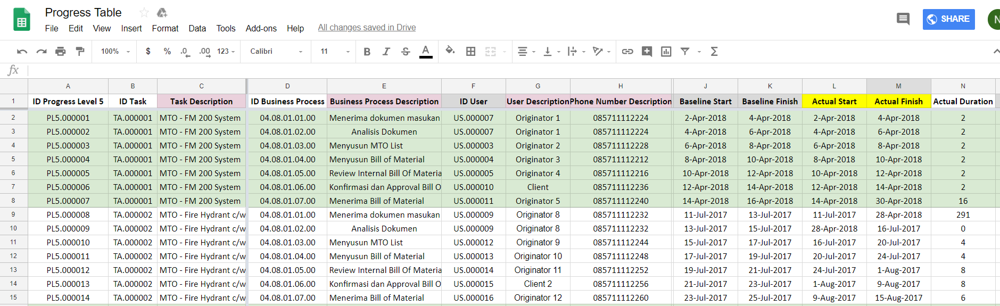 Progress Table
File Edit View Insert Format Data Tools Add-ons Help All changes saved in Drive
SHARE
N
100% $ % .0 .00 123 Calibri 11 B I S A Σ
fx
A B C D E F G H J K L M N
1 ID Progress Level 5 ID Task Task Description ID Business Process Business Process Description ID User User Description Phone Number Description Baseline Start Baseline Finish Actual Start Actual Finish Actual Duration
2 PL5.000001 TA.000001 MTO - FM 200 System 04.08.01.01.00 Menerima dokumen masukan US.000007 Originator 1 085711112224 2-Apr-2018 4-Apr-2018 2-Apr-2018 4-Apr-2018 2
3 PL5.000002 TA.000001 MTO - FM 200 System 04.08.01.02.00 Analisis Dokumen US.000007 Originator 1 085711112224 4-Apr-2018 6-Apr-2018 4-Apr-2018 6-Apr-2018 2
4 PL5.000003 TA.000001 MTO - FM 200 System 04.08.01.03.00 Menyusun MTO List US.000003 Originator 2 085711112228 6-Apr-2018 8-Apr-2018 6-Apr-2018 8-Apr-2018 2
5 PL5.000004 TA.000001 MTO - FM 200 System 04.08.01.04.00 Menyusun Bill of Material US.000004 Originator 3 085711112212 8-Apr-2018 10-Apr-2018 8-Apr-2018 10-Apr-2018 2
6 PL5.000005 TA.000001 MTO - FM 200 System 04.08.01.05.00 Review Internal Bill Of Materia US.000005 Originator 4 085711112216 10-Apr-2018 12-Apr-2018 10-Apr-2018 12-Apr-2018 2
7 PL5.000006 TA.000001 MTO - FM 200 System 04.08.01.06.00 Konfirmasi dan Approval Bill O US.000010 Client 085711112236 12-Apr-2018 14-Apr-2018 12-Apr-2018 14-Apr-2018 2
8 PL5.000007 TA.000001 MTO - FM 200 System 04.08.01.07.00 Menerima Bill of Material US.000011 Originator 5 085711112240 14-Apr-2018 16-Apr-2018 14-Apr-2018 30-Apr-2018 16
9 PL5.000008 TA.000002 MTO - Fire Hydrant c/w 04.08.01.01.00 Menerima dokumen masukan US.000009 Originator 8 085711112232 11-Jul-2017 13-Jul-2017 11-Jul-2017 28-Apr-2018 291
10 PL5.000009 TA.000002 MTO - Fire Hydrant c/w 04.08.01.02.00 Analisis Dokumen US.000009 Originator 8 085711112232 13-Jul-2017 15-Jul-2017 28-Apr-2018 16-Jul-2017 0
11 PL5.000010 TA.000002 MTO - Fire Hydrant c/w 04.08.01.03.00 Menyusun MTO List US.000012 Originator 9 085711112244 15-Jul-2017 17-Jul-2017 16-Jul-2017 20-Jul-2017 4
12 PL5.000011 TA.000002 MTO - Fire Hydrant c/w 04.08.01.04.00 Menyusun Bill of Material US.000013 Originator 10 085711112248 17-Jul-2017 19-Jul-2017 20-Jul-2017 24-Jul-2017 4
13 PL5.000012 TA.000002 MTO - Fire Hydrant c/w 04.08.01.05.00 Review Internal Bill Of Materia US.000014 Originator 11 085711112252 19-Jul-2017 21-Jul-2017 24-Jul-2017 1-Aug-2017 8
14 PL5.000013 TA.000002 MTO - Fire Hydrant c/w 04.08.01.06.00 Konfirmasi dan Approval Bill O US.000015 Client 2 085711112256 21-Jul-2017 23-Jul-2017 1-Aug-2017 9-Aug-2017 8
15 PL5.000014 TA.000002 MTO - Fire Hydrant c/w 04.08.01.07.00 Menerima Bill of Material US.000016 Originator 12 085711112260 23-Jul-2017 25-Jul-2017 9-Aug-2017 15-Aug-2017 6